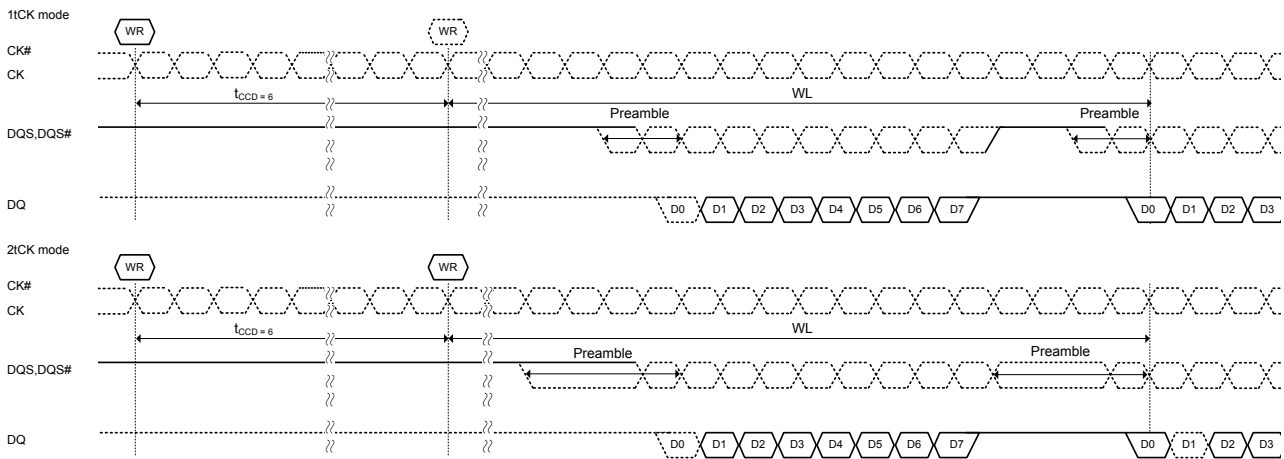 1tCK mode
WR WR
CK#
CK
tCCD = 6 WL
Preamble Preamble
DQS,DQS#
DQ D0 D1 D2 D3 D4 D5 D6 D7 D0 D1 D2 D3
2tCK mode
WR WR
CK#
CK
tCCD = 6 WL
Preamble Preamble
DQS,DQS#
DQ D0 D1 D2 D3 D4 D5 D6 D7 D0 D1 D2 D3